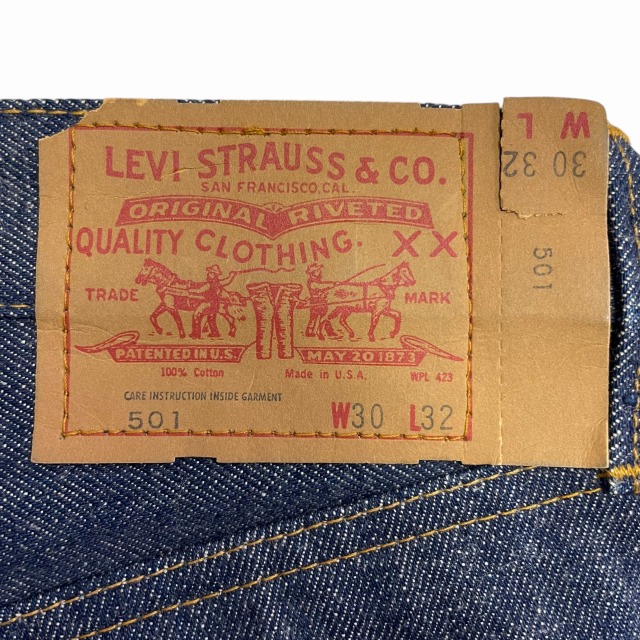 LEVI STRAUSS & CO.
SAN FRANCISCO, CAL.
ORIGINAL RIVETED
QUALITY CLOTHING. XX
TRADE MARK
PATENTED IN U.S. MAY 20 1873
100% Cotton Made in U.S.A. WPL 423
CARE INSTRUCTION INSIDE GARMENT
501 W30 L32
W L
30 32
501